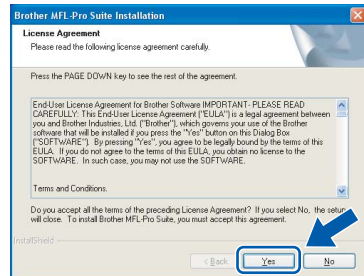 Brother MFL-Pro Suite Installation
License Agreement
Please read the following license agreement carefully.
Press the PAGE DOWN key to see the rest of the agreement.
End-User License Agreement for Brother Software IMPORTANT- PLEASE READ
CAREFULLY: This End-User License Agreement ("EULA") is a legal agreement between
you and Brother Industries, Ltd. ("Brother"), which governs your use of the Brother
software that will be installed if you press the "Yes" button on this Dialog Box
("SOFTWARE"). By pressing "Yes", you agree to be legally bound by the terms of this
EULA. If you do not agree to the terms of this EULA, you obtain no license to the
SOFTWARE. In such case, you may not use the SOFTWARE.
Terms and Conditions.
Do you accept all the terms of the preceding License Agreement? If you select No, the setup
will close. To install Brother MFL-Pro Suite, you must accept this agreement.
InstallShield
< Back
Yes
No